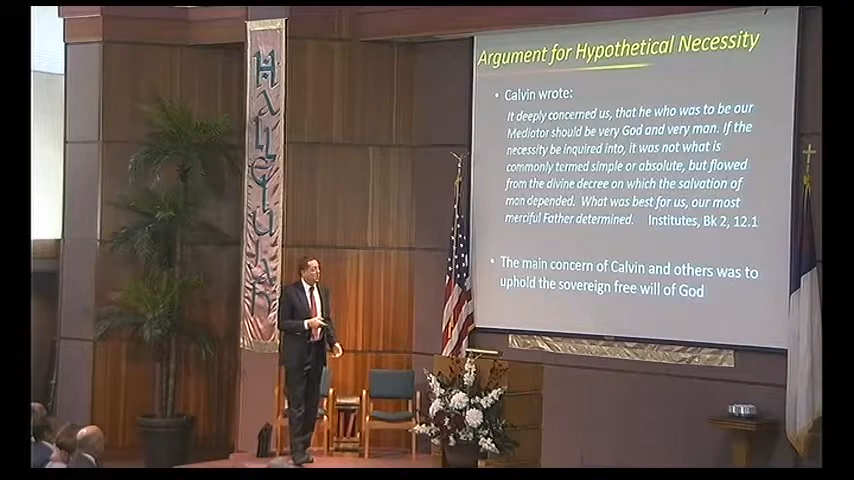 Hallelujah
Argument for Hypothetical Necessity
• Calvin wrote:
It deeply concerned us, that he who was to be our
Mediator should be very God and very man. If the
necessity be inquired into, it was not what is
commonly termed simple or absolute, but flowed
from the divine decree on which the salvation of
man depended. What was best for us, our most
merciful Father determined. Institutes, Bk 2, 12.1
• The main concern of Calvin and others was to
uphold the sovereign free will of God